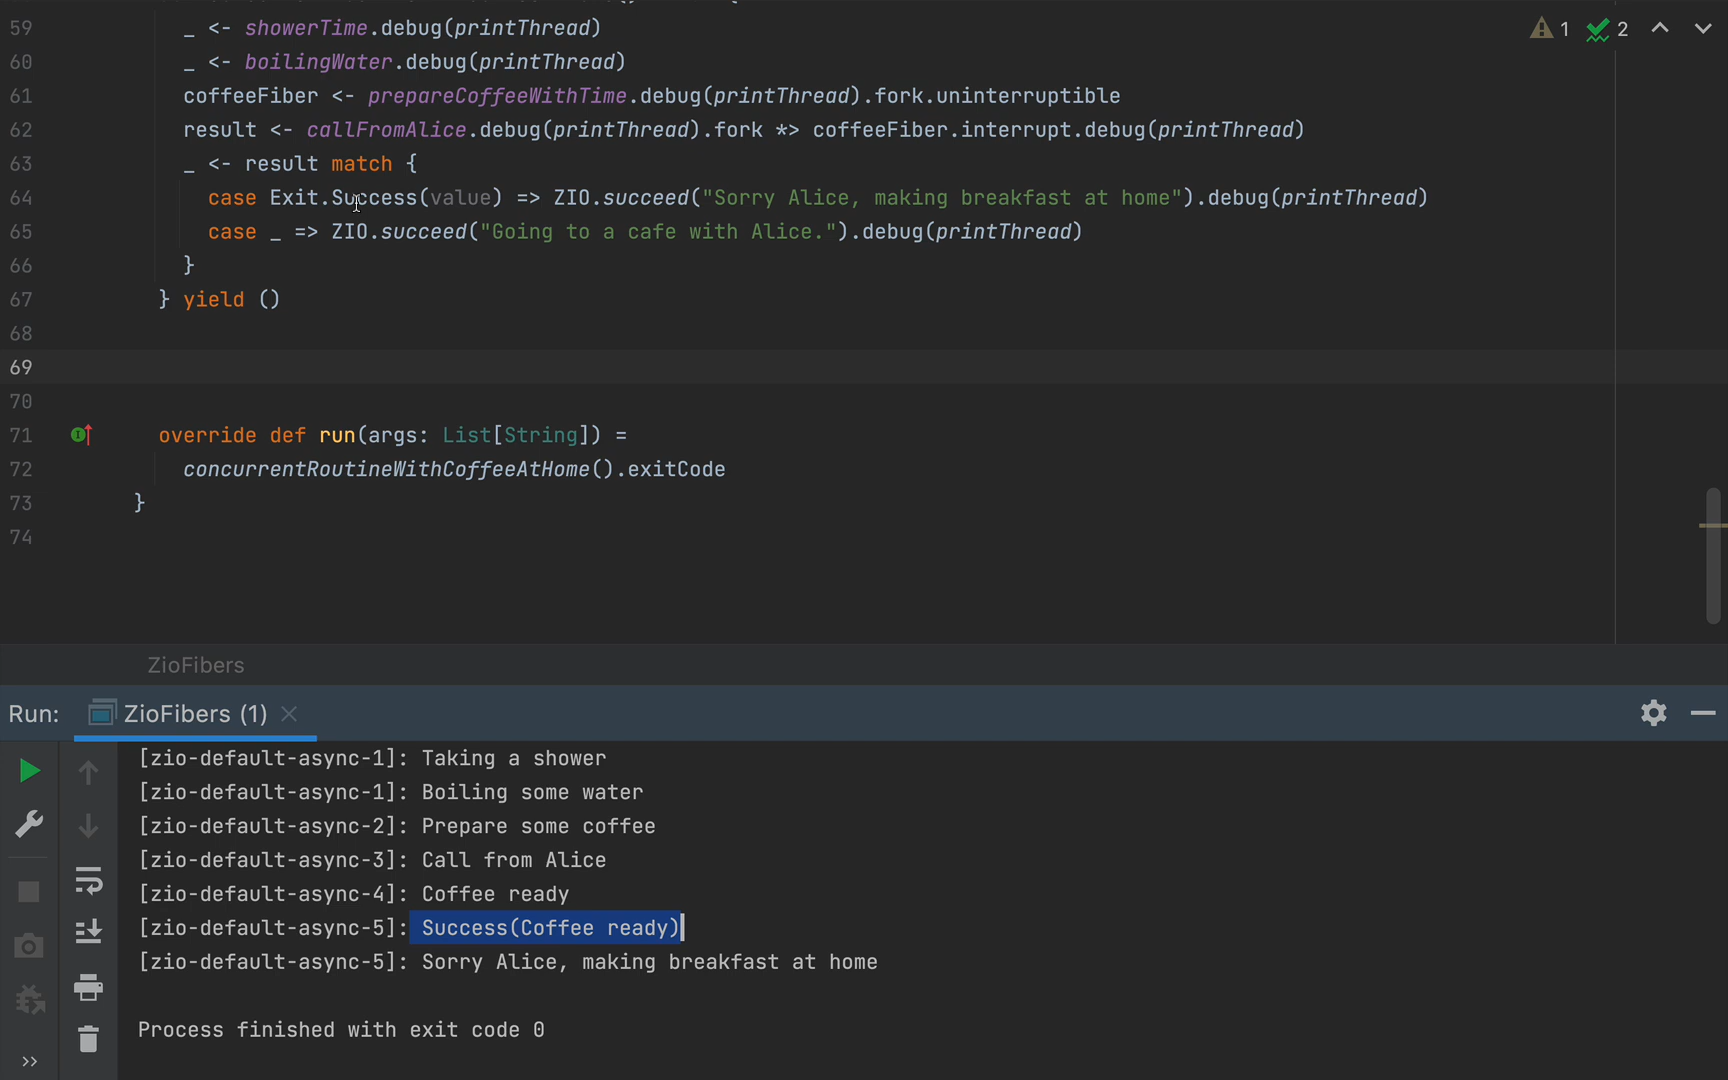 59 _ <- showerTime.debug(printThread)
1 2
60 _ <- boilingWater.debug(printThread)
61 coffeeFiber <- prepareCoffeeWithTime.debug(printThread).fork.uninterruptible
62 result <- callFromAlice.debug(printThread).fork *> coffeeFiber.interrupt.debug(printThread)
63 _ <- result match {
64 case Exit.Success(value) => ZIO.succeed("Sorry Alice, making breakfast at home").debug(printThread)
65 case _ => ZIO.succeed("Going to a cafe with Alice.").debug(printThread)
66 }
67 } yield ()
68
69
70
71 override def run(args: List[String]) =
72 concurrentRoutineWithCoffeeAtHome().exitCode
73 }
74
ZioFibers
Run: ZioFibers (1)
[zio-default-async-1]: Taking a shower
[zio-default-async-1]: Boiling some water
[zio-default-async-2]: Prepare some coffee
[zio-default-async-3]: Call from Alice
[zio-default-async-4]: Coffee ready
[zio-default-async-5]: Success(Coffee ready)
[zio-default-async-5]: Sorry Alice, making breakfast at home
Process finished with exit code 0